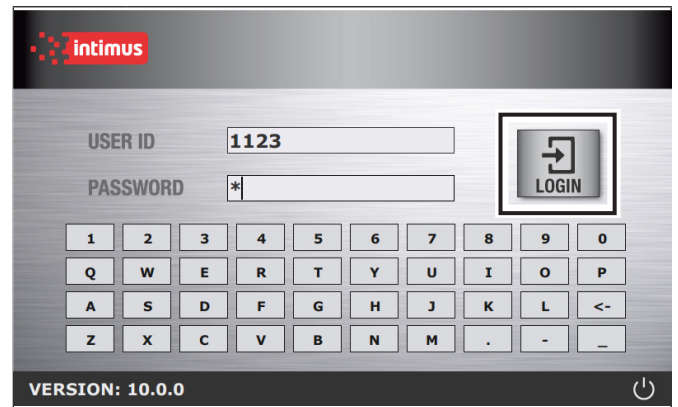 intimus
USER ID 1123
PASSWORD *
LOGIN
1 2 3 4 5 6 7 8 9 0
Q W E R T Y U I O P
A S D F G H J K L <-
Z X C V B N M . - _
VERSION: 10.0.0